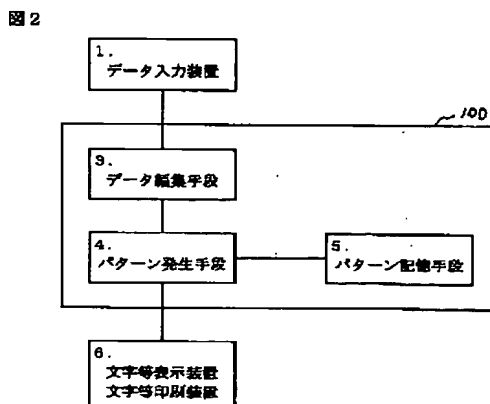 図2
1.
データ入力装置
100
3.
データ編集手段
4.
パターン発生手段
5.
パターン記憶手段
6.
文字等表示装置
文字等印刷装置